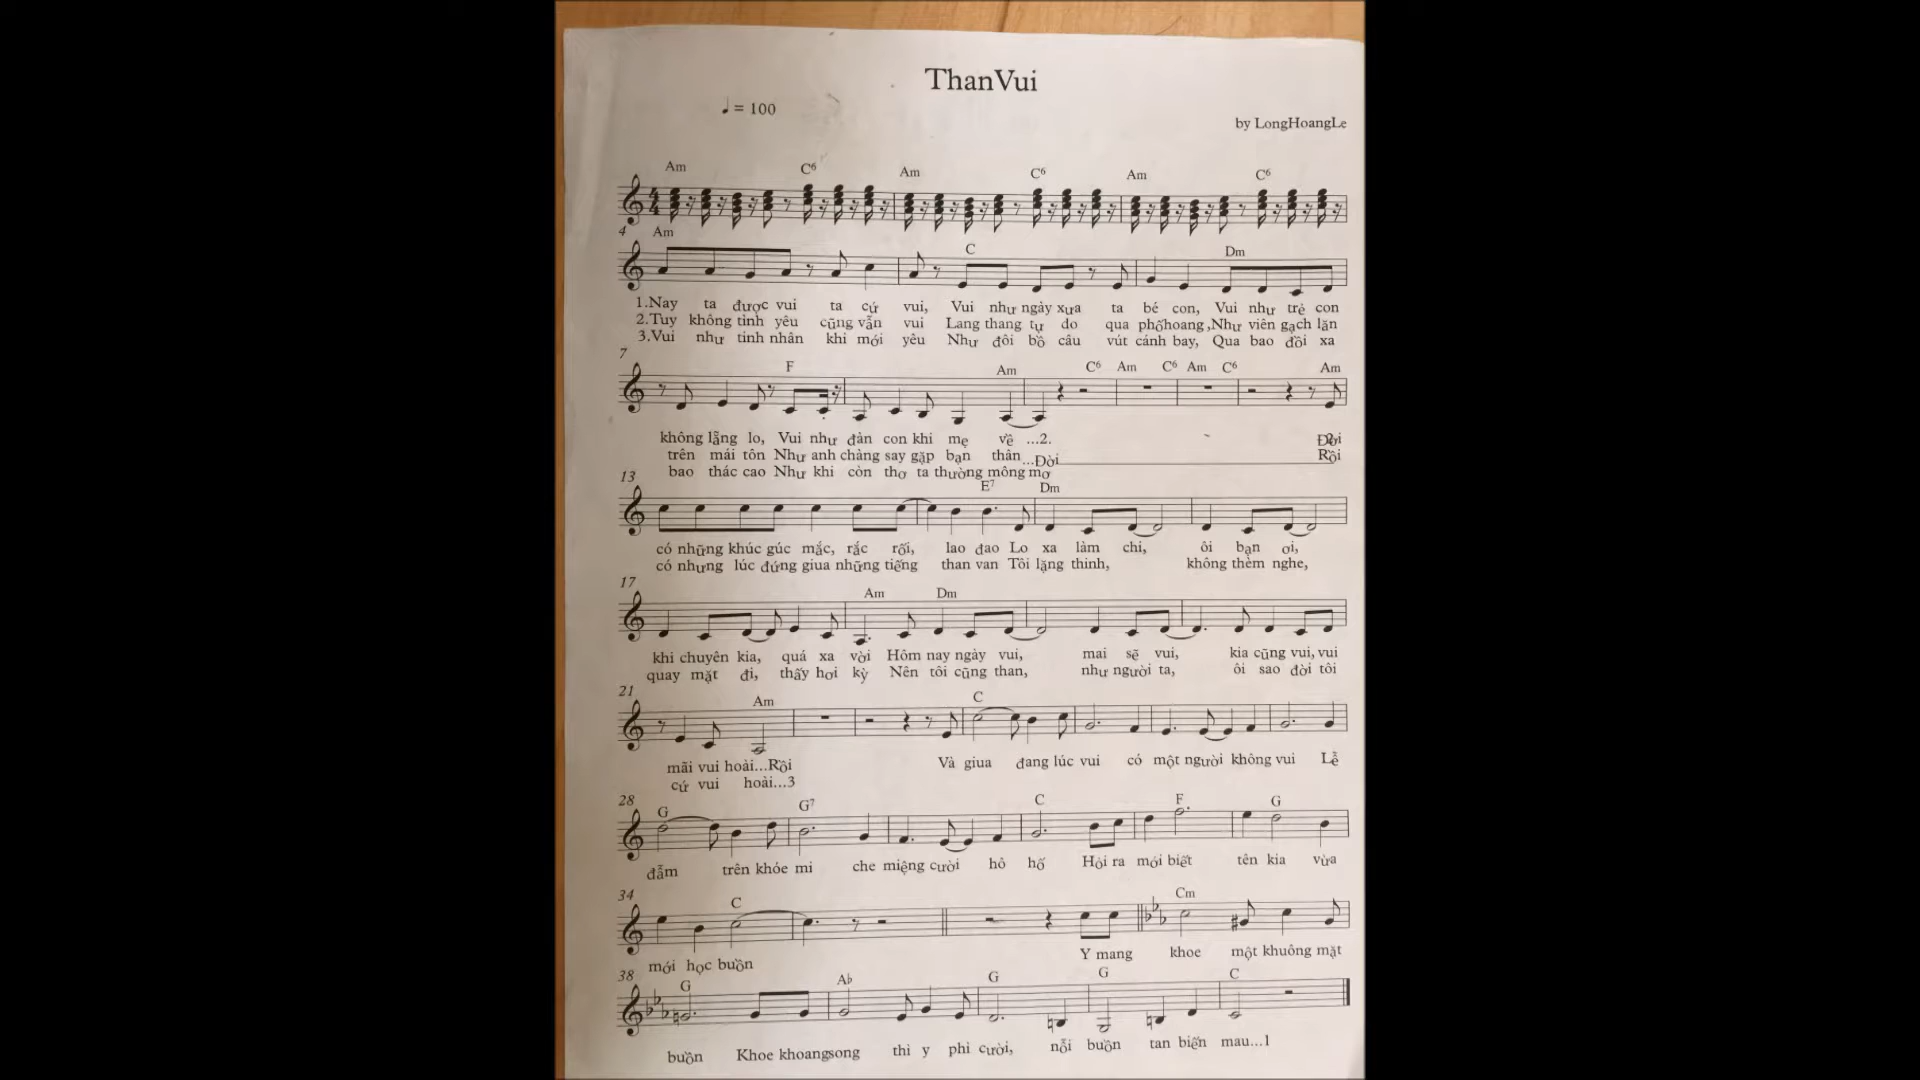 ThanVui
♩ = 100
by LongHoangLe
Am C6 Am C6 Am C6
4 Am C Dm
1.Nay ta được vui ta cứ vui, Vui như ngày xưa ta bé con, Vui như trẻ con
2.Tuy không tình yêu cũng vẫn vui Lang thang tự do qua phốhoang,Như viên gạch lăn
3.Vui như tình nhân khi mới yêu Như đôi bồ câu vút cánh bay, Qua bao đồi xa
7 F Am C6 Am C6 Am C6 Am
không lẵng lo, Vui như đàn con khi mẹ về ...2.
trên mái tôn Như anh chàng say gặp bạn thân ...Đời Rồi
bao thác cao Như khi còn thơ ta thường mông mơ
13 E7 Dm
có những khúc gúc mắc, rắc rối, lao đao Lo xa làm chi, ôi bạn ơi,
có nhưng lúc đứng giua những tiếng than van Tôi lặng thinh, không thèm nghe,
17 Am Dm
khi chuyên kia, quá xa vời Hôm nay ngày vui, mai sẽ vui, kia cũng vui, vui
quay mặt đi, thấy hơi kỳ Nên tôi cũng than, như người ta, ôi sao đời tôi
21 Am C
mãi vui hoài...Rồi Và giua đang lúc vui có một người không vui Lệ
cứ vui hoài...3
28 G G7 C F G
đẫm trên khóe mi che miệng cười hô hố Hỏi ra mới biết tên kia vừa
34 C Cm
mới học buồn Y mang khoe một khuông mặt
38 G Ab G G C
buồn Khoe khoangsong thì y phì cười, nỗi buồn tan biến mau...1